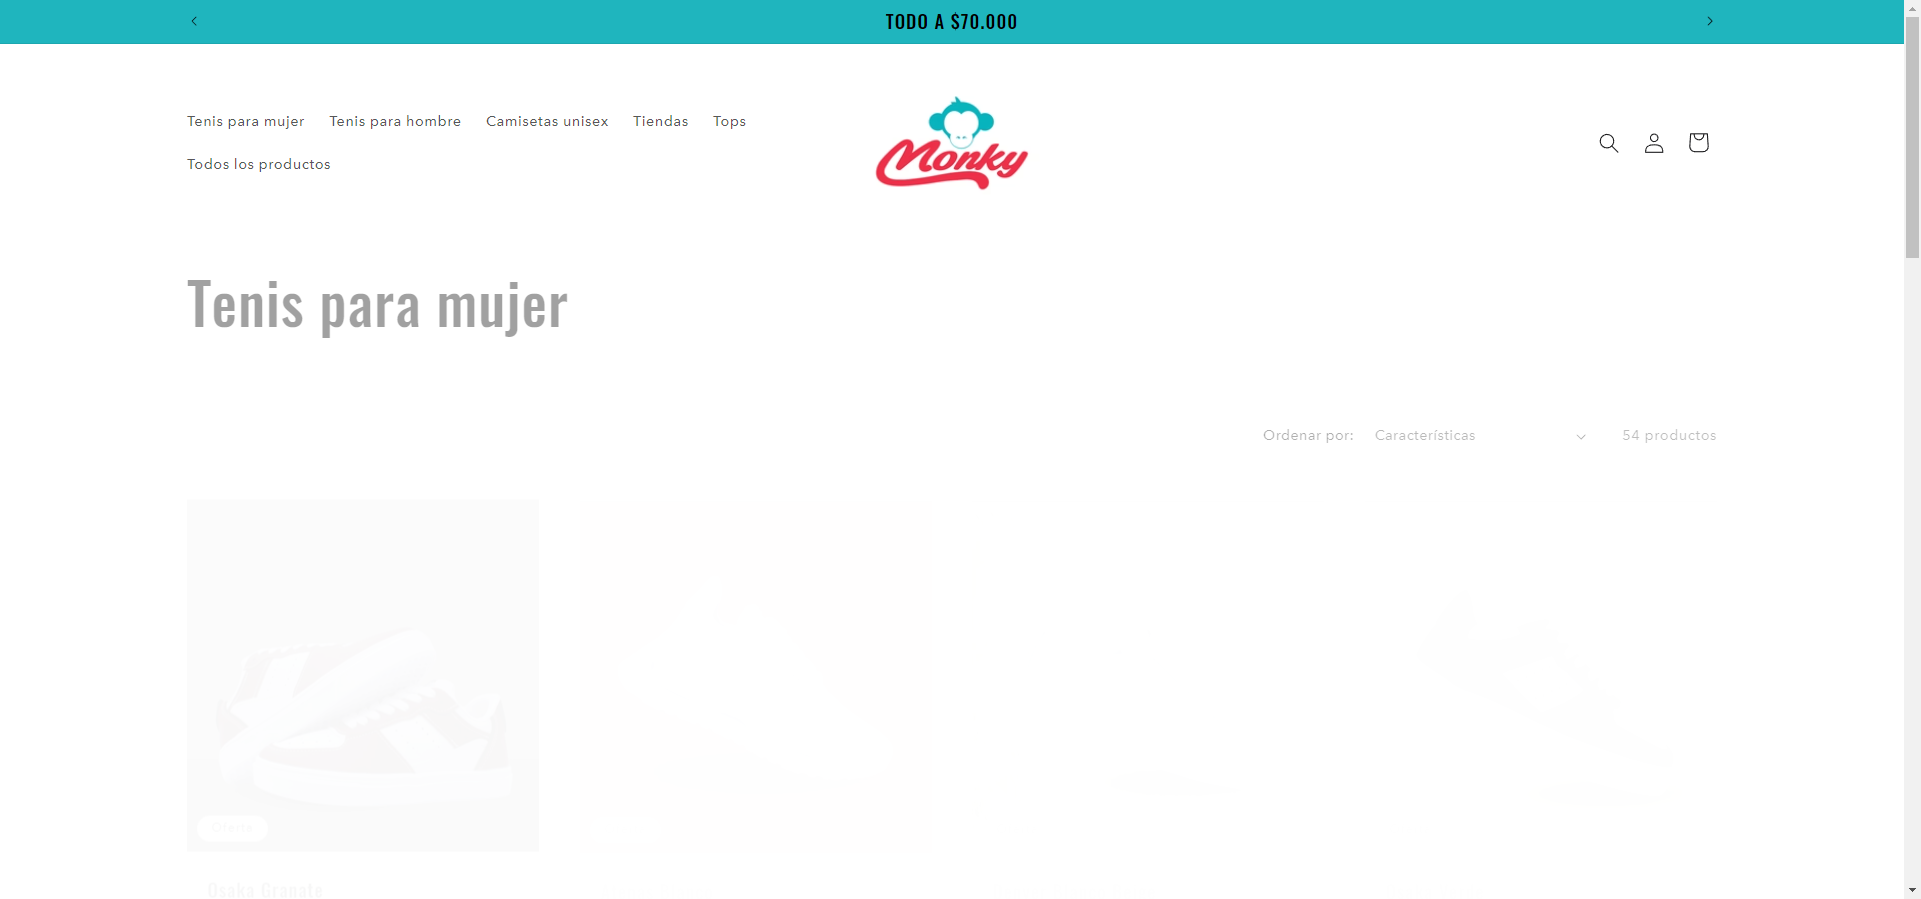 TODO A $70.000
Tenis para mujer Tenis para hombre Camisetas unisex Tiendas Tops
Todos los productos
Monky
Tenis para mujer
Ordenar por: Características 54 productos
Oferta
Osaka Granate